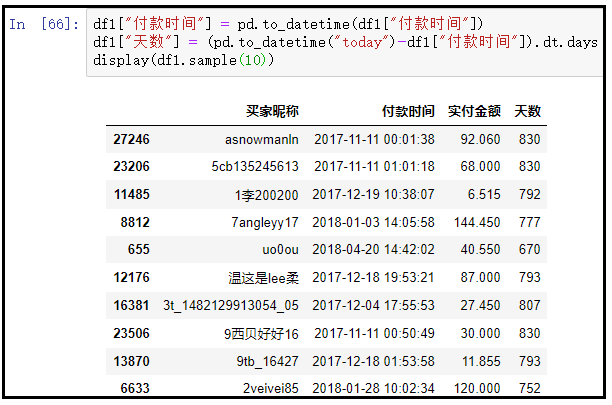 In [66]: df1["付款时间"] = pd.to_datetime(df1["付款时间"])
df1["天数"] = (pd.to_datetime("today")-df1["付款时间"]).dt.days
display(df1.sample(10))
买家昵称 付款时间 实付金额 天数
27246 asnowmanln 2017-11-11 00:01:38 92.060 830
23206 5cb135245613 2017-11-11 01:01:18 68.000 830
11485 1李200200 2017-12-19 10:38:07 6.515 792
8812 7angleyy17 2018-01-03 14:05:58 144.450 777
655 uo0ou 2018-04-20 14:42:02 40.550 670
12176 温这是lee柔 2017-12-18 19:53:21 87.000 793
16381 3t_1482129913054_05 2017-12-04 17:55:53 27.450 807
23506 9西贝好好16 2017-11-11 00:50:49 30.000 830
13870 9tb_16427 2017-12-18 01:53:58 11.855 793
6633 2veivei85 2018-01-28 10:02:34 120.000 752